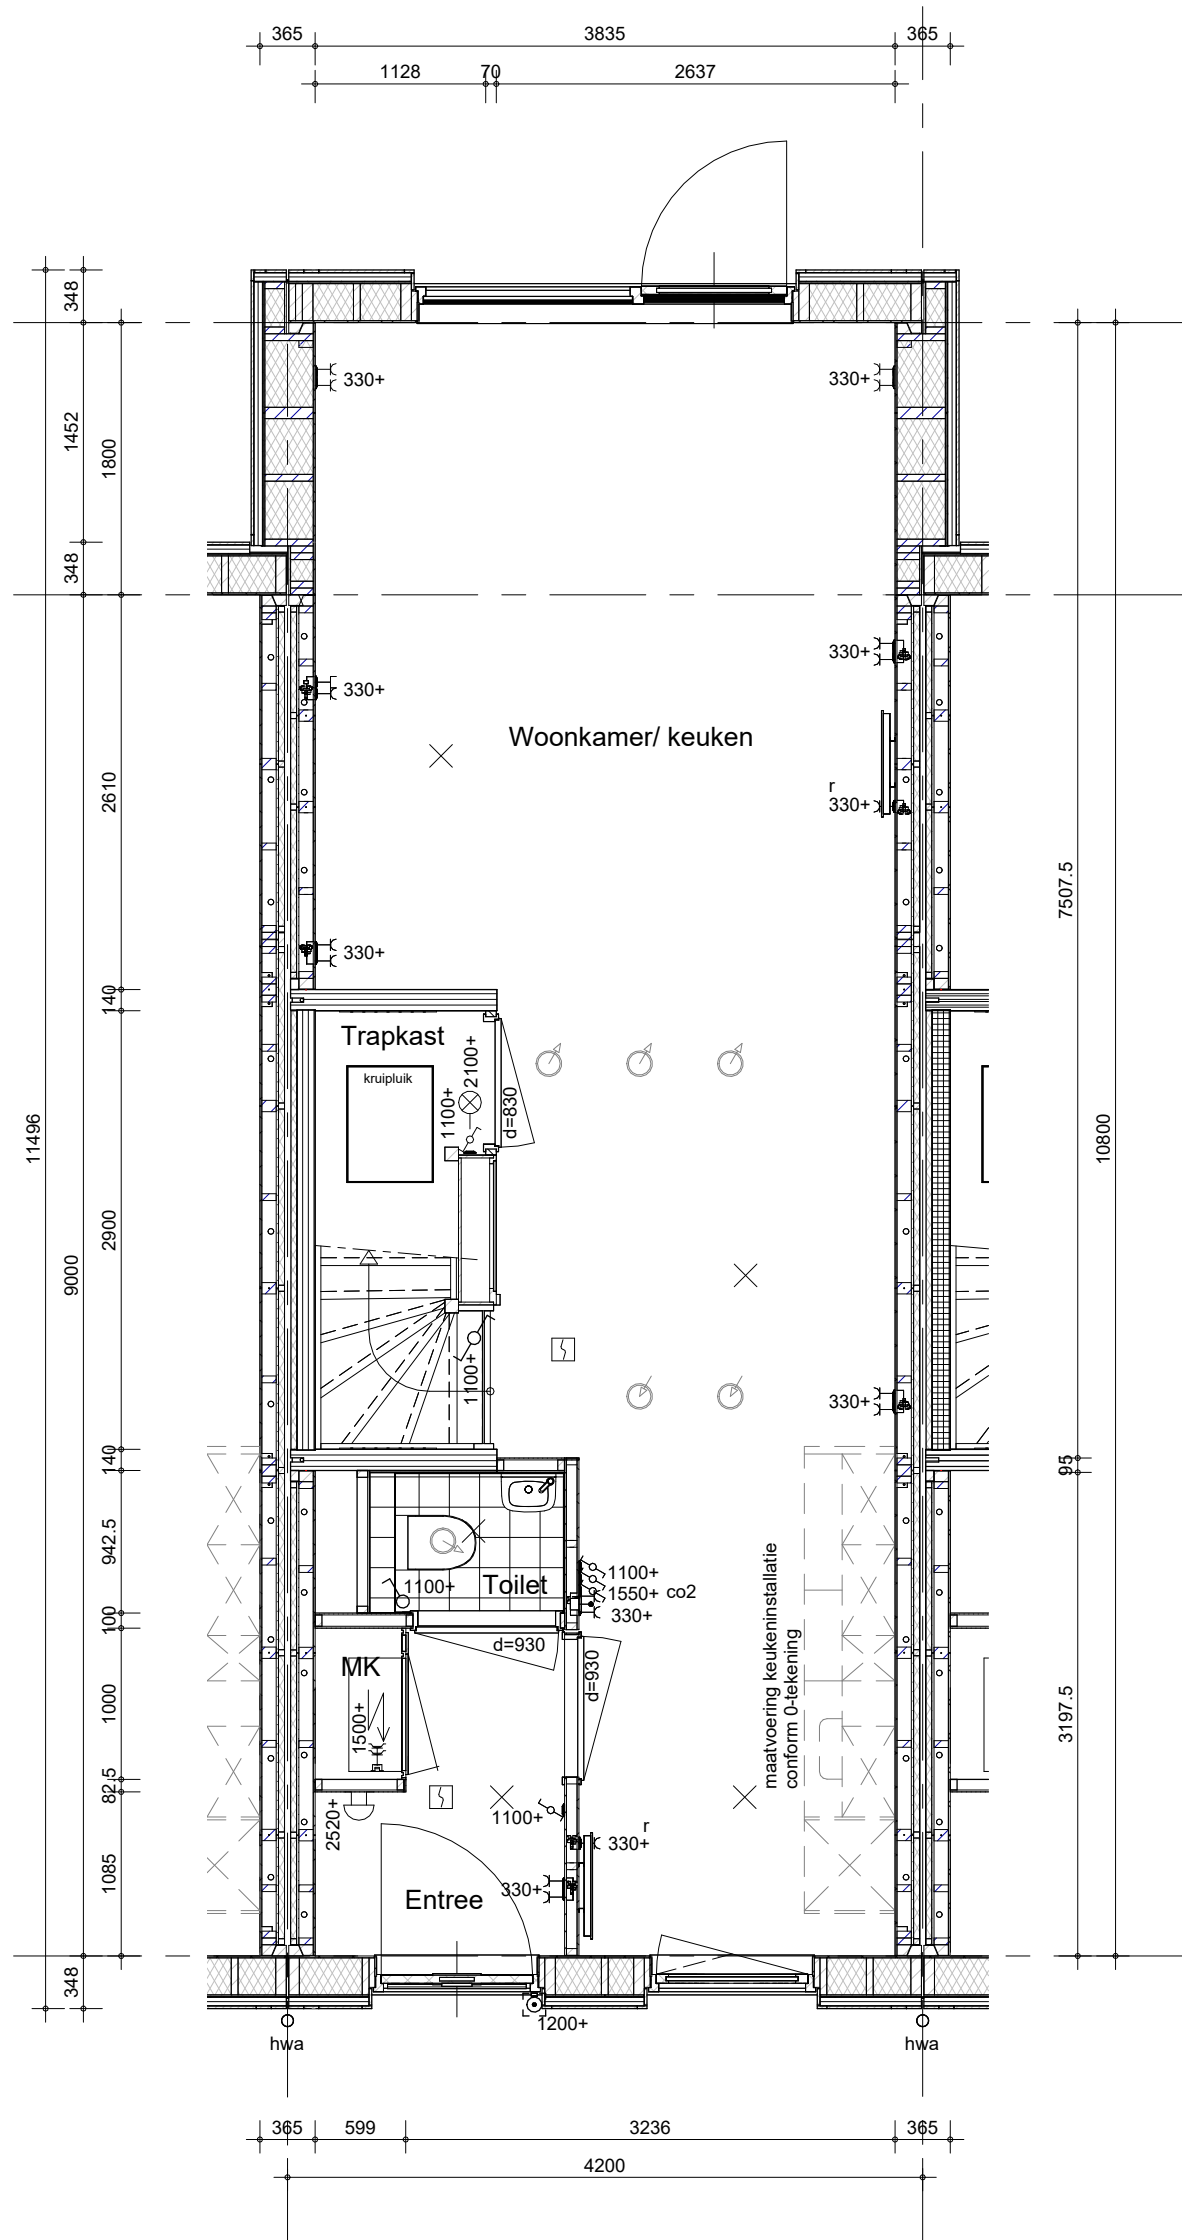 365 3835 365
1128 70 2637
348
330+ 330+
1452
1800
348
330+
330+
Woonkamer/ keuken
r
330+
2610
7507.5
330+
140
Trapkast
kruipluik
2100+
1100+
d=830
11496
10800
2900
9000
1100+
330+
140
95
942.5
1100+
Toilet
1100+
1550+ co2
330+
maatvoering keukeninstallatie
conform 0-tekening
100
d=930
d=930
MK
1500+
1000
3197.5
82.5
2520+
1100+
r
330+
1085
330+
Entree
348
1200+
hwa hwa
365 599 3236 365
4200